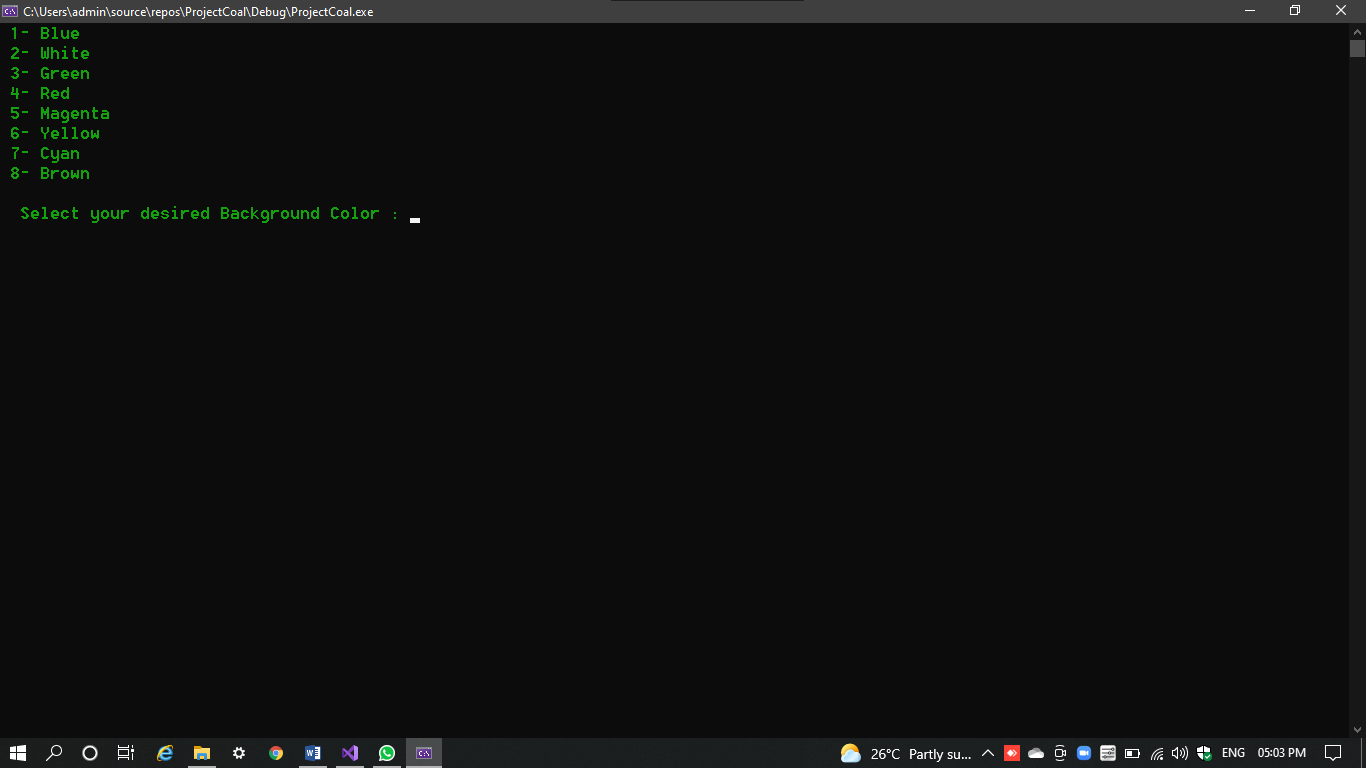 C:\Users\admin\source\repos\ProjectCoal\Debug\ProjectCoal.exe
1- Blue
2- White
3- Green
4- Red
5- Magenta
6- Yellow
7- Cyan
8- Brown
Select your desired Background Color :
26°C Partly su... ENG 05:03 PM